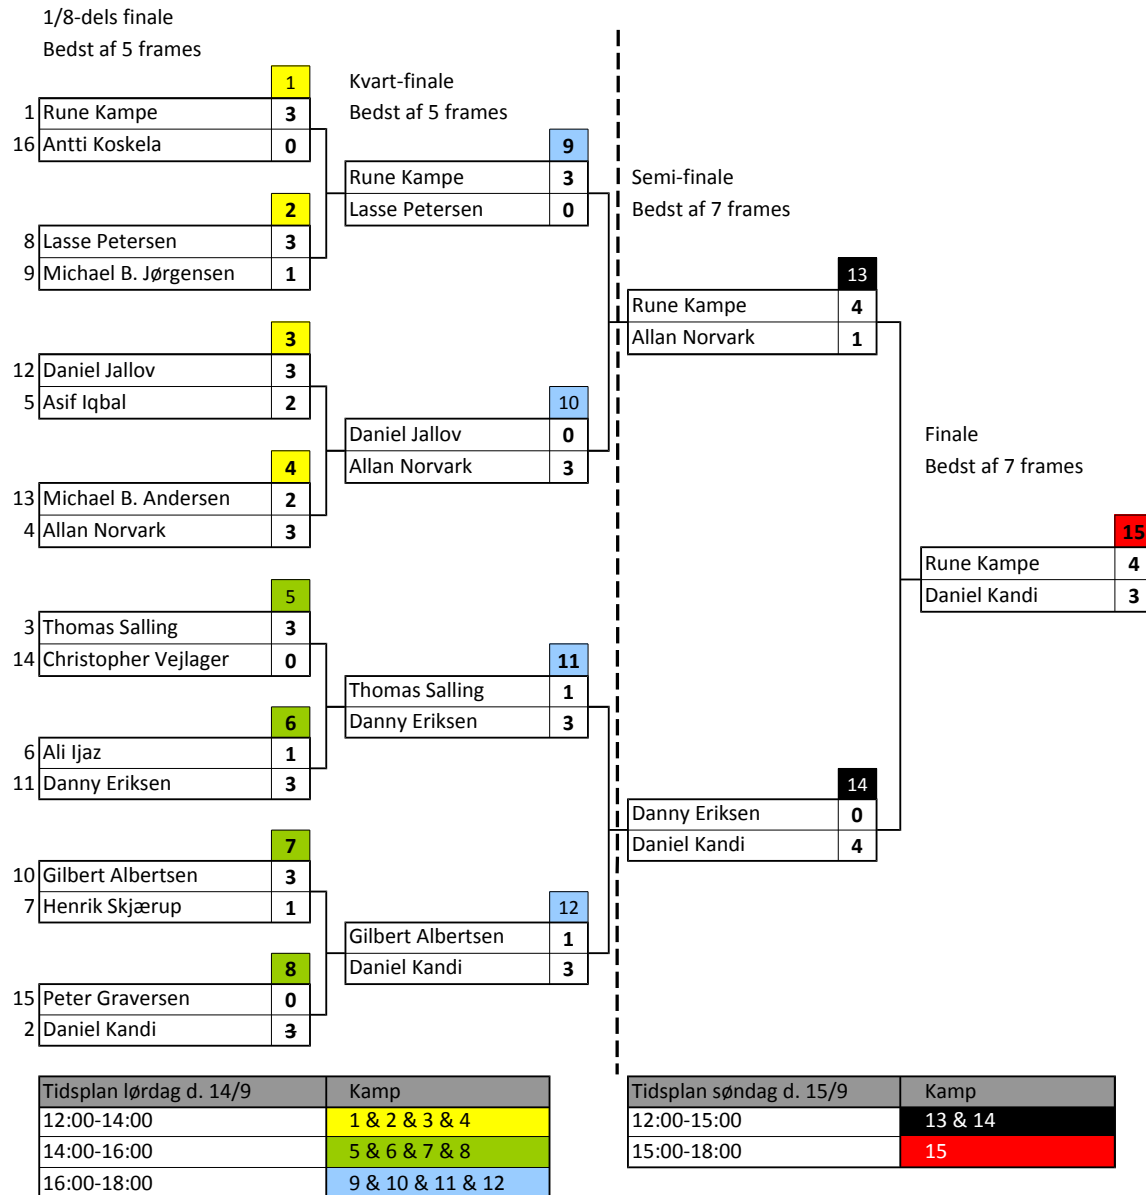 1/8-dels finale
Bedst af 5 frames
1
1 Rune Kampe 3
16 Antti Koskela 0
2
8 Lasse Petersen 3
9 Michael B. Jørgensen 1
3
12 Daniel Jallov 3
5 Asif Iqbal 2
4
13 Michael B. Andersen 2
4 Allan Norvark 3
5
3 Thomas Salling 3
14 Christopher Vejlager 0
6
6 Ali Ijaz 1
11 Danny Eriksen 3
7
10 Gilbert Albertsen 3
7 Henrik Skjærup 1
8
15 Peter Graversen 0
2 Daniel Kandi 3
Kvart-finale
Bedst af 5 frames
9
Rune Kampe 3
Lasse Petersen 0
10
Daniel Jallov 0
Allan Norvark 3
11
Thomas Salling 1
Danny Eriksen 3
12
Gilbert Albertsen 1
Daniel Kandi 3
Semi-finale
Bedst af 7 frames
13
Rune Kampe 4
Allan Norvark 1
14
Danny Eriksen 0
Daniel Kandi 4
Finale
Bedst af 7 frames
15
Rune Kampe 4
Daniel Kandi 3
Tidsplan lørdag d. 14/9 Kamp
12:00-14:00 1 & 2 & 3 & 4
14:00-16:00 5 & 6 & 7 & 8
16:00-18:00 9 & 10 & 11 & 12
Tidsplan søndag d. 15/9 Kamp
12:00-15:00 13 & 14
15:00-18:00 15